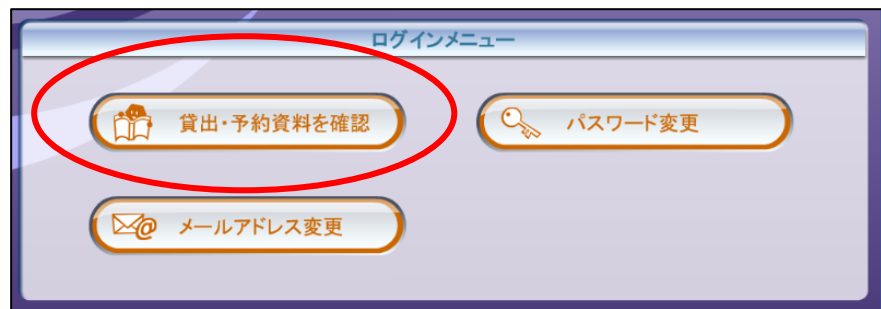 ログインメニュー
貸出・予約資料を確認
パスワード変更
メールアドレス変更